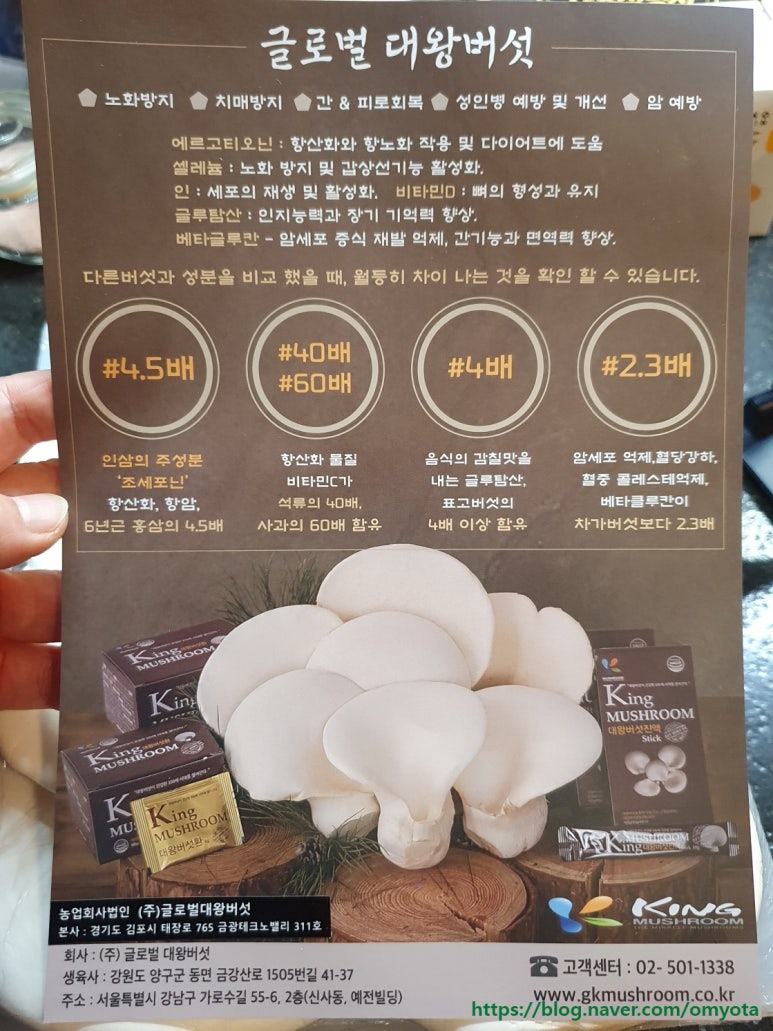 글로벌 대왕버섯
노화방지 치매방지 간 & 피로회복 성인병 예방 및 개선 암 예방
에르고티오닌 : 항산화와 항노화 작용 및 다이어트에 도움
셀레늄 : 노화 방지 및 갑상선기능 활성화.
인 : 세포의 재생 및 활성화. 비타민D : 뼈의 형성과 유지
글루탐산 : 인지능력과 장기 기억력 향상.
베타글루칸 - 암세포 증식 재발 억제, 간기능과 면역력 향상.
다른버섯과 성분을 비교 했을 때, 월등히 차이 나는 것을 확인 할 수 있습니다.
#4.5배
인삼의 주성분
'조세포닌'
항산화, 항암,
6년근 홍삼의 4.5배
#40배
#60배
항산화 물질
비타민C가
석류의 40배,
사과의 60배 함유
#4배
음식의 감칠맛을
내는 글루탐산,
표고버섯의
4배 이상 함유
#2.3배
암세포 억제,혈당강하,
혈중 콜레스테억제,
베타클루칸이
차가버섯보다 2.3배
King
MUSHROOM
King
King
MUSHROOM
King
MUSHROOM
대왕버섯환
King
MUSHROOM
대왕버섯진액
Stick
King
MUSHROOM
농업회사법인 (주)글로벌대왕버섯
본사 : 경기도 김포시 태장로 765 금광테크노밸리 311호
KING
MUSHROOM
THE MIRACLE MUSHROOMS
회사 : (주) 글로벌 대왕버섯
생육사 : 강원도 양구군 동면 금강산로 1505번길 41-37
주소 : 서울특별시 강남구 가로수길 55-6, 2층(신사동, 예전빌딩)
고객센터 : 02- 501-1338
www.gkmushroom.co.kr
https://blog.naver.com/omyota